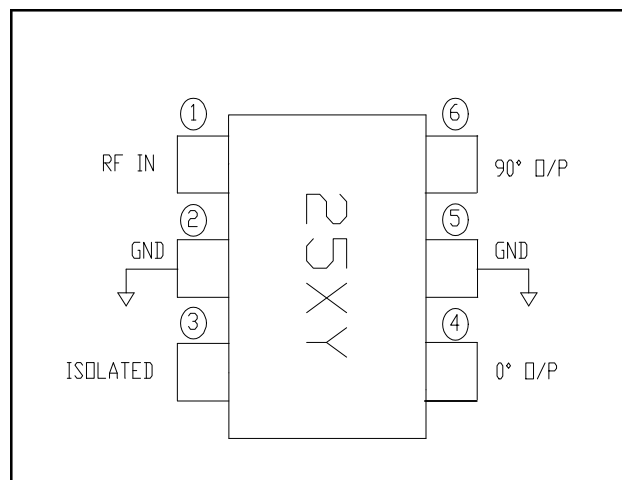 1
6
RF IN
90° O/P
2
5
GND
GND
25XY
3
4
ISOLATED
0° O/P